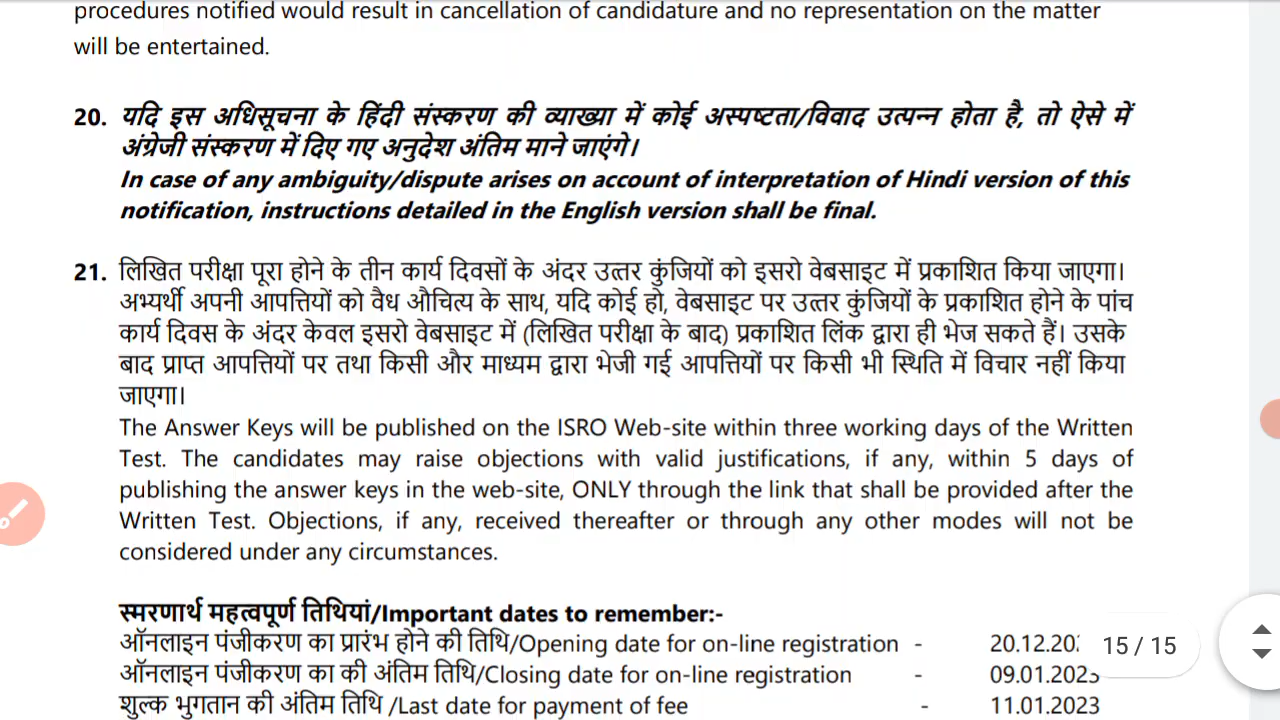 procedures notified would result in cancellation of candidature and no representation on the matter
will be entertained.
20. यदि इस अधिसूचना के हिंदी संस्करण की व्याख्या में कोई अस्पष्टता/विवाद उत्पन्न होता है, तो ऐसे में
अंग्रेजी संस्करण में दिए गए अनुदेश अंतिम माने जाएंगे।
In case of any ambiguity/dispute arises on account of interpretation of Hindi version of this
notification, instructions detailed in the English version shall be final.
21. लिखित परीक्षा पूरा होने के तीन कार्य दिवसों के अंदर उत्तर कुंजियों को इसरो वेबसाइट में प्रकाशित किया जाएगा।
अभ्यर्थी अपनी आपत्तियों को वैध औचित्य के साथ, यदि कोई हो, वेबसाइट पर उत्तर कुंजियों के प्रकाशित होने के पांच
कार्य दिवस के अंदर केवल इसरो वेबसाइट में (लिखित परीक्षा के बाद) प्रकाशित लिंक द्वारा ही भेज सकते हैं। उसके
बाद प्राप्त आपत्तियों पर तथा किसी और माध्यम द्वारा भेजी गई आपत्तियों पर किसी भी स्थिति में विचार नहीं किया
जाएगा।
The Answer Keys will be published on the ISRO Web-site within three working days of the Written
Test. The candidates may raise objections with valid justifications, if any, within 5 days of
publishing the answer keys in the web-site, ONLY through the link that shall be provided after the
Written Test. Objections, if any, received thereafter or through any other modes will not be
considered under any circumstances.
स्मरणार्थ महत्वपूर्ण तिथियां/Important dates to remember:-
ऑनलाइन पंजीकरण का प्रारंभ होने की तिथि/Opening date for on-line registration - 20.12.202 15 / 15
ऑनलाइन पंजीकरण का की अंतिम तिथि/Closing date for on-line registration - 09.01.2023
शुल्क भुगतान की अंतिम तिथि /Last date for payment of fee - 11.01.2023